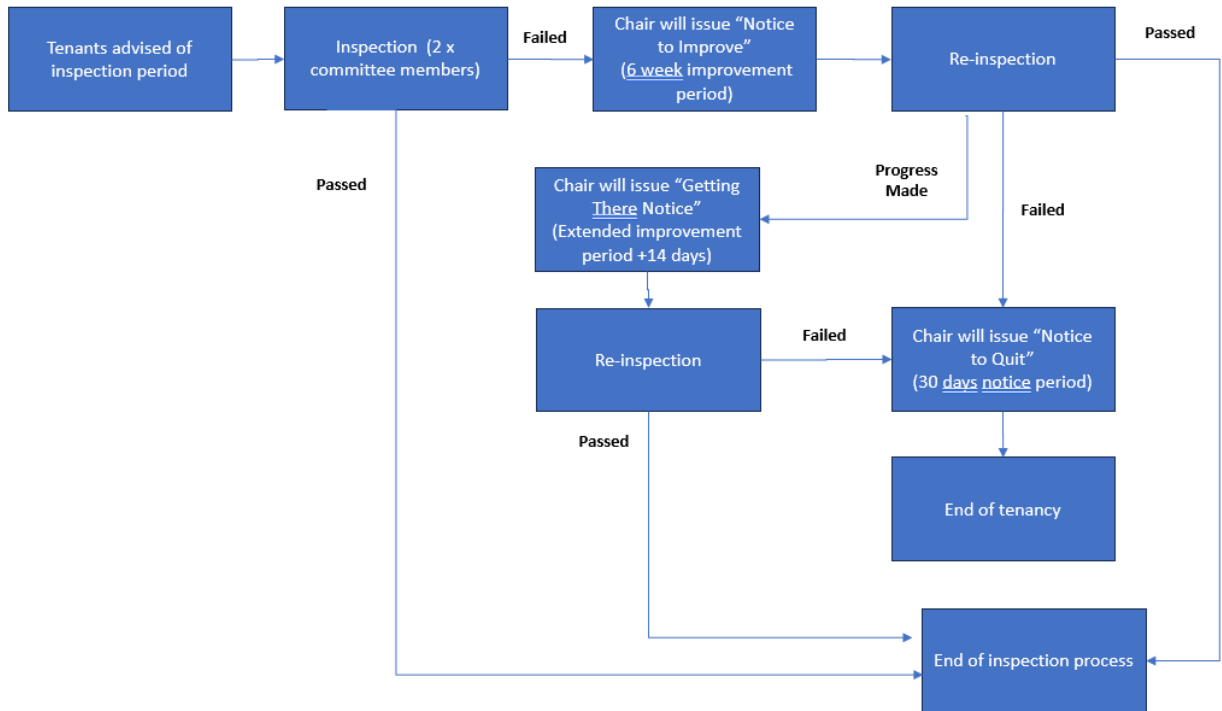 Tenants advised of
inspection period
Inspection (2 x
committee members)
Failed
Chair will issue “Notice
to Improve”
(6 week improvement
period)
Re-inspection
Passed
Passed
Chair will issue “Getting
There Notice”
(Extended improvement
period +14 days)
Progress
Made
Failed
Re-inspection
Failed
Chair will issue “Notice
to Quit”
(30 days notice period)
Passed
End of tenancy
End of inspection process